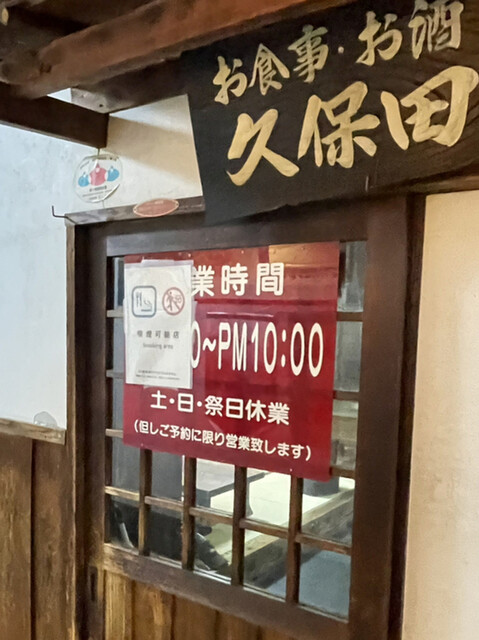 お食事・お酒
久保田
業時間
0~PM10:00
土・日・祭日休業
(但しご予約に限り営業致します)
喫煙可能店
Smoking area